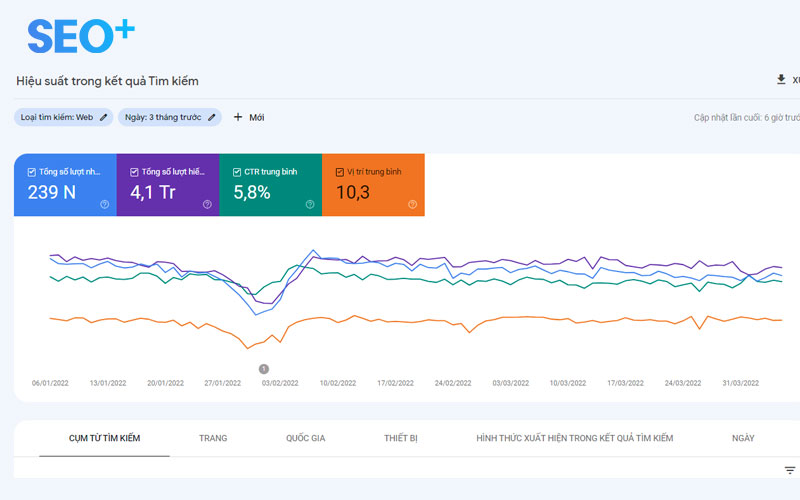 SEO+
Hiệu suất trong kết quả Tìm kiếm
Loại tìm kiếm: Web
Ngày: 3 tháng trước
+ Mới
Cập nhật lần cuối: 6 giờ trướ
Tổng số lượt nh...
239 N
Tổng số lượt hiể...
4,1 Tr
CTR trung bình
5,8%
Vị trí trung bình
10,3
1
06/01/2022
13/01/2022
20/01/2022
27/01/2022
03/02/2022
10/02/2022
17/02/2022
24/02/2022
03/03/2022
10/03/2022
17/03/2022
24/03/2022
31/03/2022
CỤM TỪ TÌM KIẾM
TRANG
QUỐC GIA
THIẾT BỊ
HÌNH THỨC XUẤT HIỆN TRONG KẾT QUẢ TÌM KIẾM
NGÀY